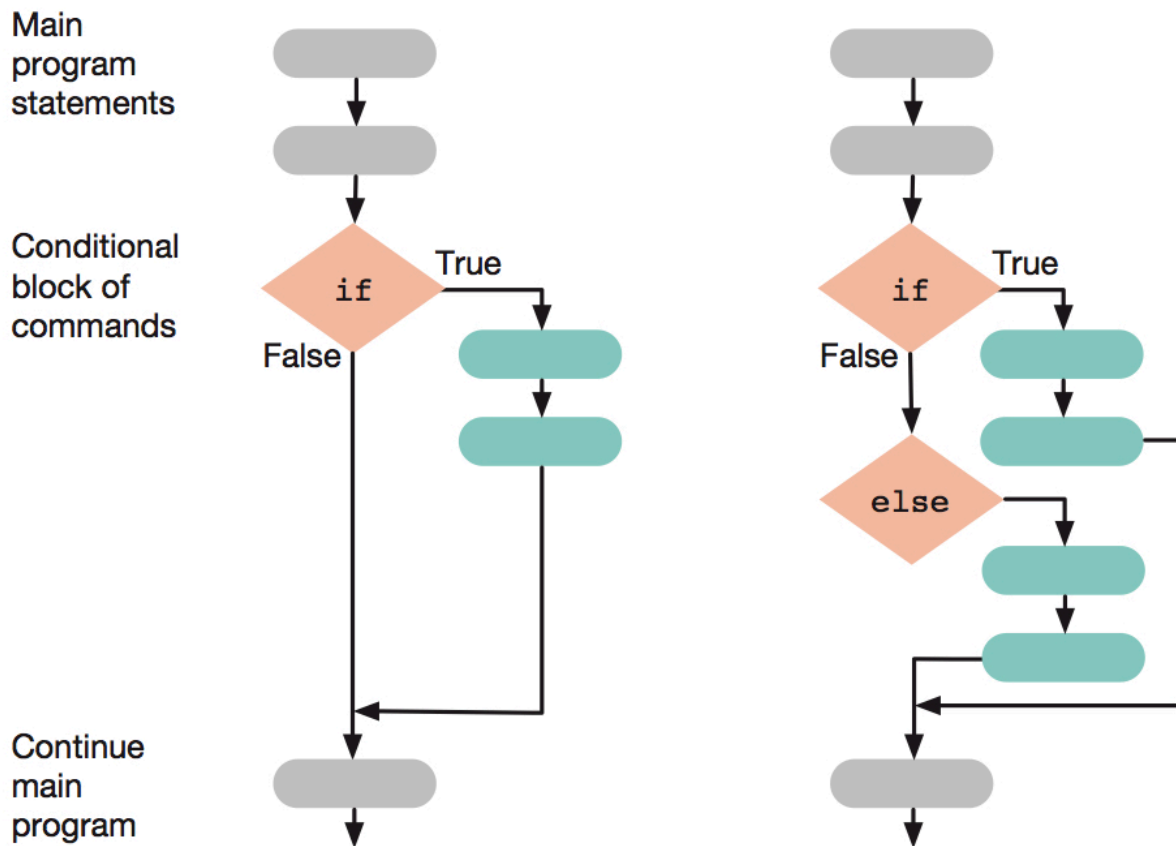 Main
program
statements
Conditional
block of
commands
if
True
False
if
True
False
else
Continue
main
program